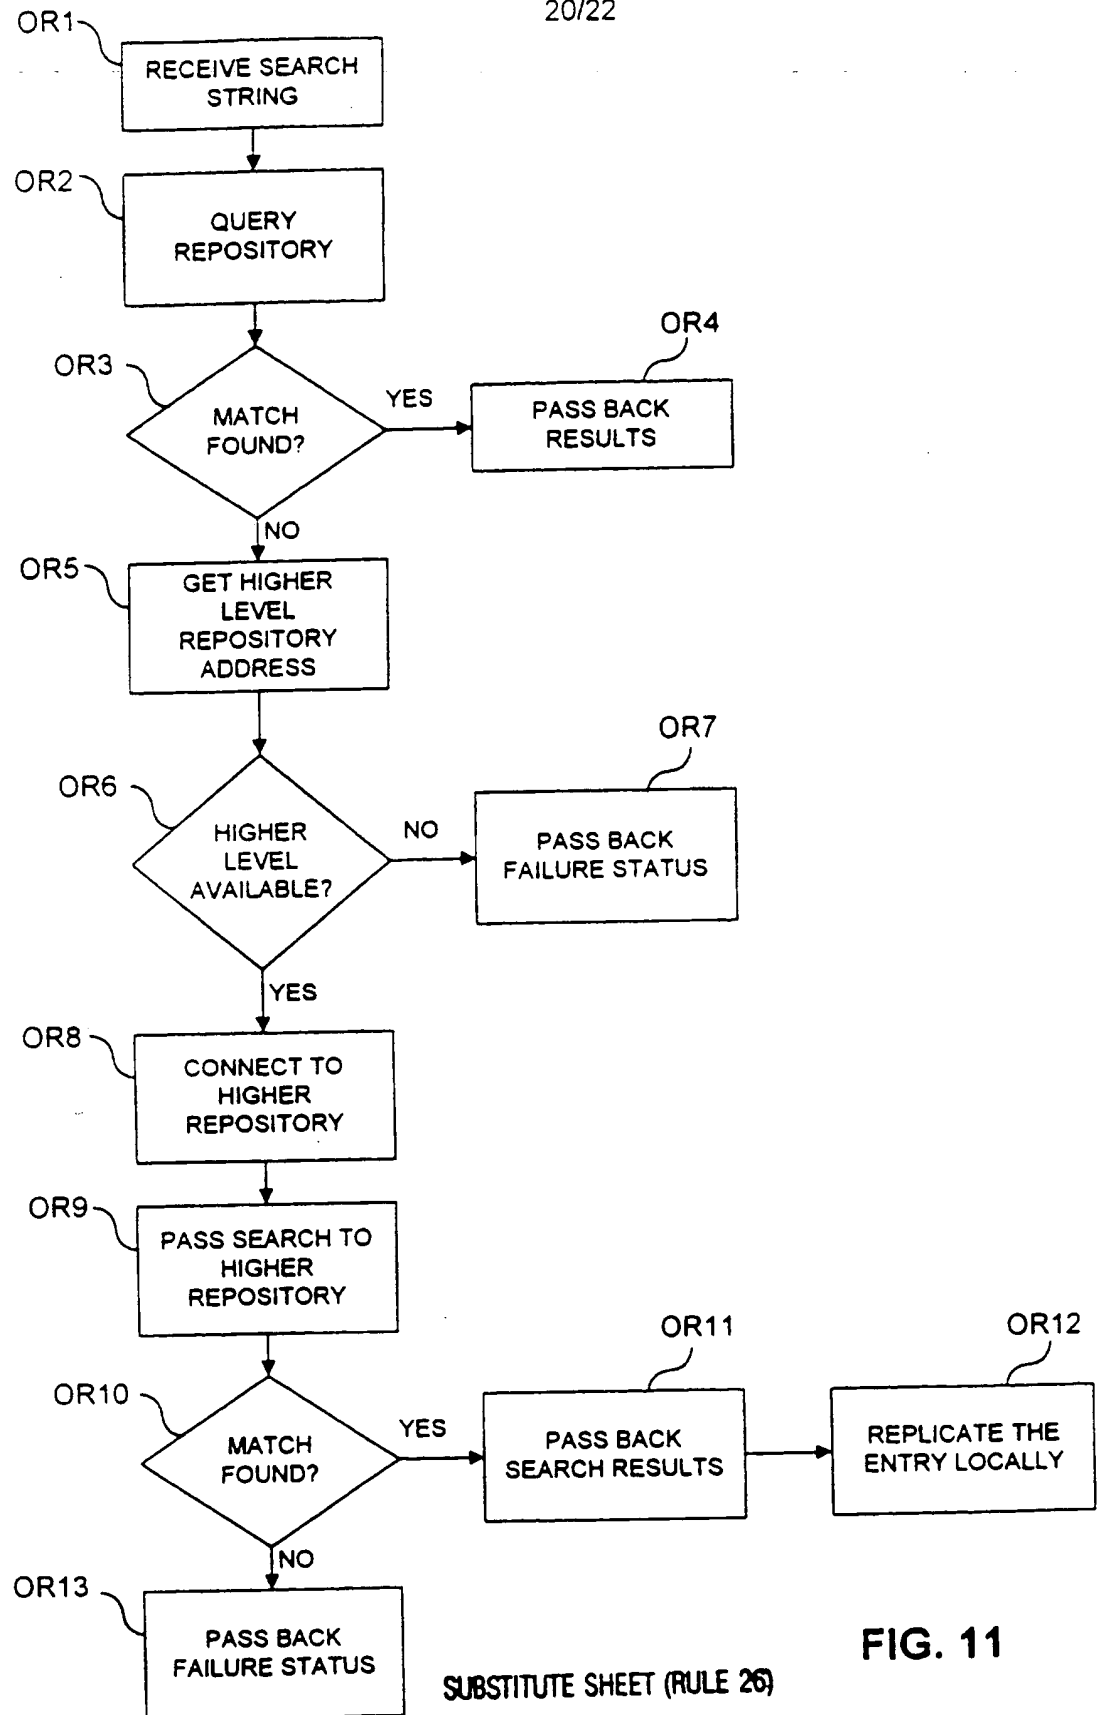 20/22
OR1
RECEIVE SEARCH
STRING
OR2
QUERY
REPOSITORY
OR3
MATCH
FOUND?
YES
OR4
PASS BACK
RESULTS
NO
OR5
GET HIGHER
LEVEL
REPOSITORY
ADDRESS
OR6
HIGHER
LEVEL
AVAILABLE?
NO
OR7
PASS BACK
FAILURE STATUS
YES
OR8
CONNECT TO
HIGHER
REPOSITORY
OR9
PASS SEARCH TO
HIGHER
REPOSITORY
OR10
MATCH
FOUND?
YES
OR11
PASS BACK
SEARCH RESULTS
OR12
REPLICATE THE
ENTRY LOCALLY
NO
OR13
PASS BACK
FAILURE STATUS
FIG. 11
SUBSTITUTE SHEET (RULE 26)